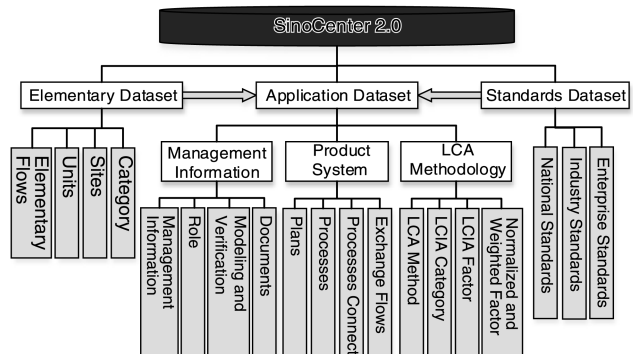 SinoCenter 2.0
Elementary Dataset
Application Dataset
Standards Dataset
Management
Information
Product
System
LCA
Methodology
Elementary
Flows
Units
Sites
Category
Management
Information
Role
Modeling and
Verification
Documents
Plans
Processes
Processes Connect
Exchange Flows
LCA Method
LCIA Category
LCIA Factor
Normalized and
Weighted Factor
National Standards
Industry Standards
Enterprise Standards